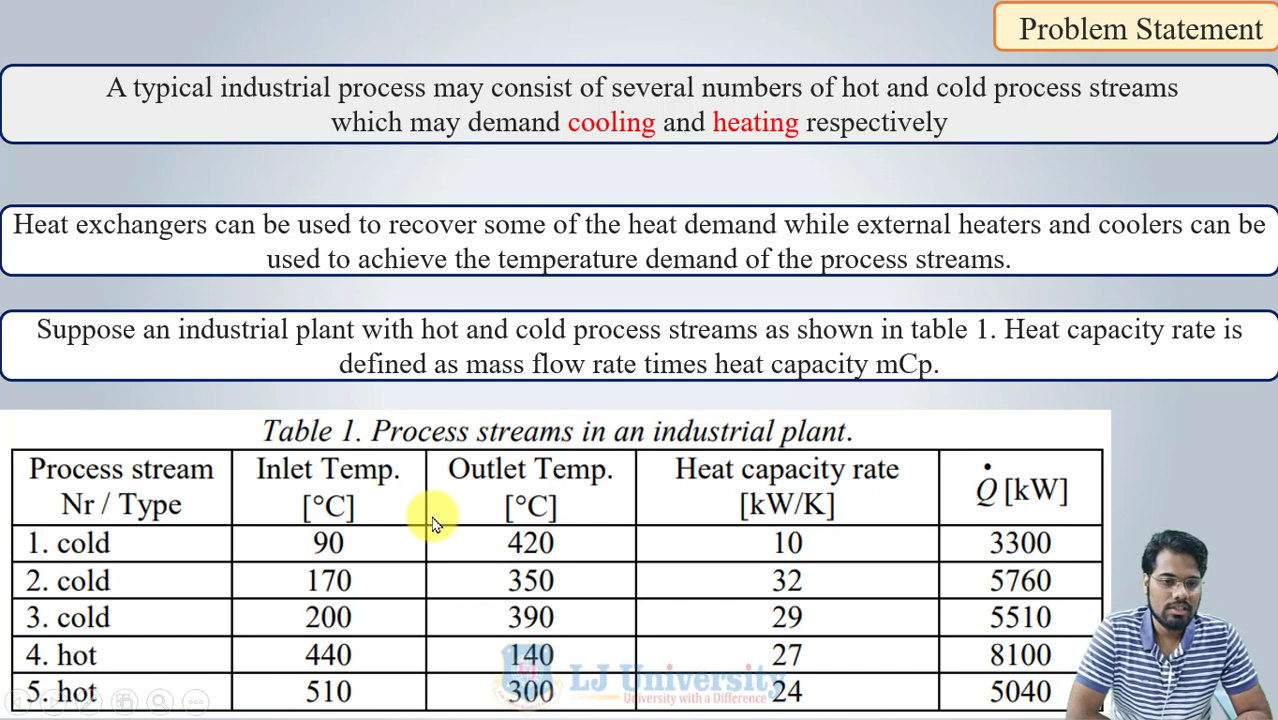 Problem Statement
A typical industrial process may consist of several numbers of hot and cold process streams
which may demand cooling and heating respectively
Heat exchangers can be used to recover some of the heat demand while external heaters and coolers can be
used to achieve the temperature demand of the process streams.
Suppose an industrial plant with hot and cold process streams as shown in table 1. Heat capacity rate is
defined as mass flow rate times heat capacity mCp.
Table 1. Process streams in an industrial plant.
Process stream Inlet Temp. Outlet Temp. Heat capacity rate Q̇ [kW]
Nr / Type [°C] [°C] [kW/K]
1. cold 90 420 10 3300
2. cold 170 350 32 5760
3. cold 200 390 29 5510
4. hot 440 140 27 8100
5. hot 510 300 24 5040
LJ University
University with a Difference